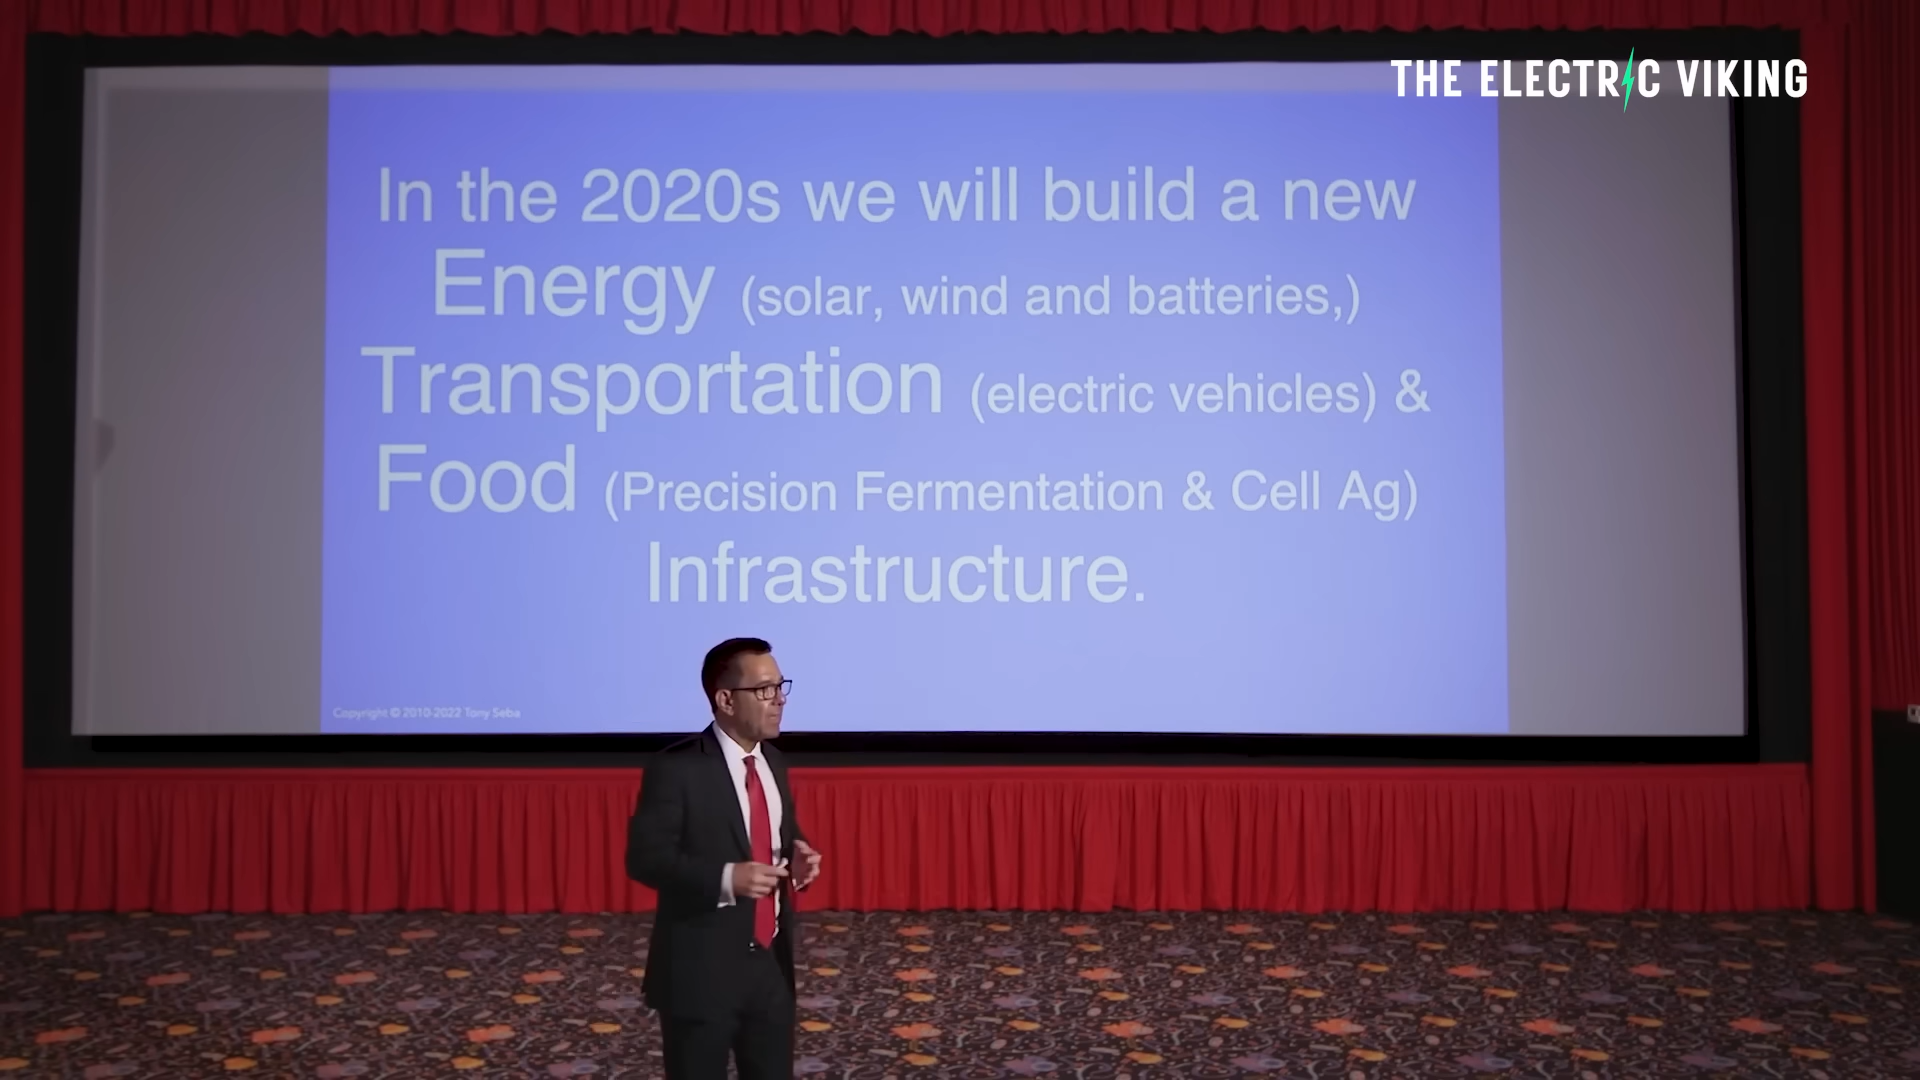 THE ELECTRIC VIKING
In the 2020s we will build a new
Energy (solar, wind and batteries,)
Transportation (electric vehicles) &
Food (Precision Fermentation & Cell Ag)
Infrastructure.
Copyright © 2010-2022 Tony Seba